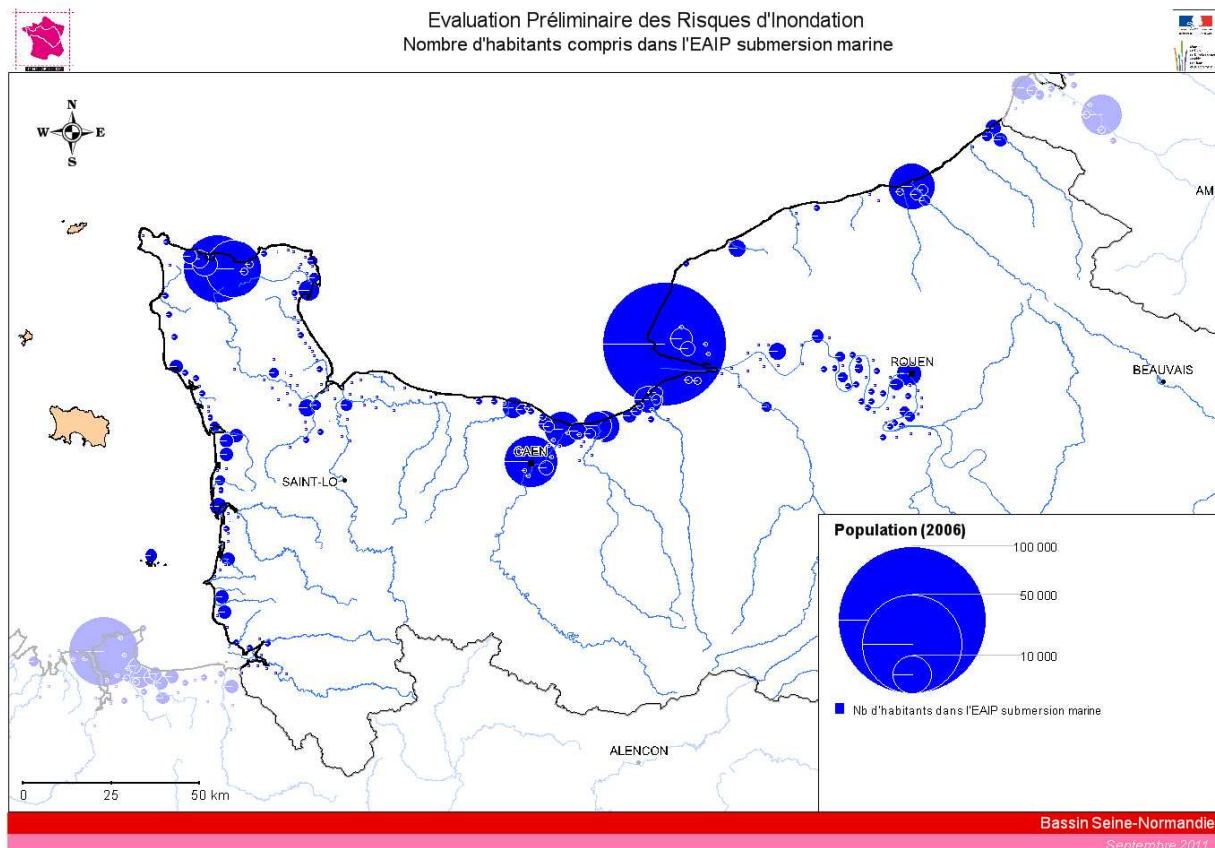 Evaluation Préliminaire des Risques d'Inondation
Nombre d'habitants compris dans l'EAIP submersion marine
N
W E
S
AM
ROUEN
BEAUVAIS
CAEN
SAINT-LO
ALENCON
0 25 50 km
Population (2006)
100 000
50 000
10 000
Nb d'habitants dans l'EAIP submersion marine
Bassin Seine-Normandie
Septembre 2011